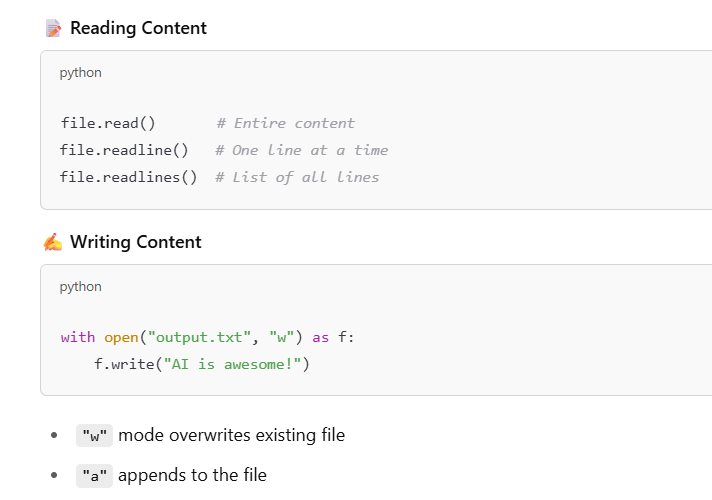 📝 Reading Content
python
file.read()       # Entire content
file.readline()   # One line at a time
file.readlines()  # List of all lines
✍️ Writing Content
python
with open("output.txt", "w") as f:
    f.write("AI is awesome!")
• "w" mode overwrites existing file
• "a" appends to the file